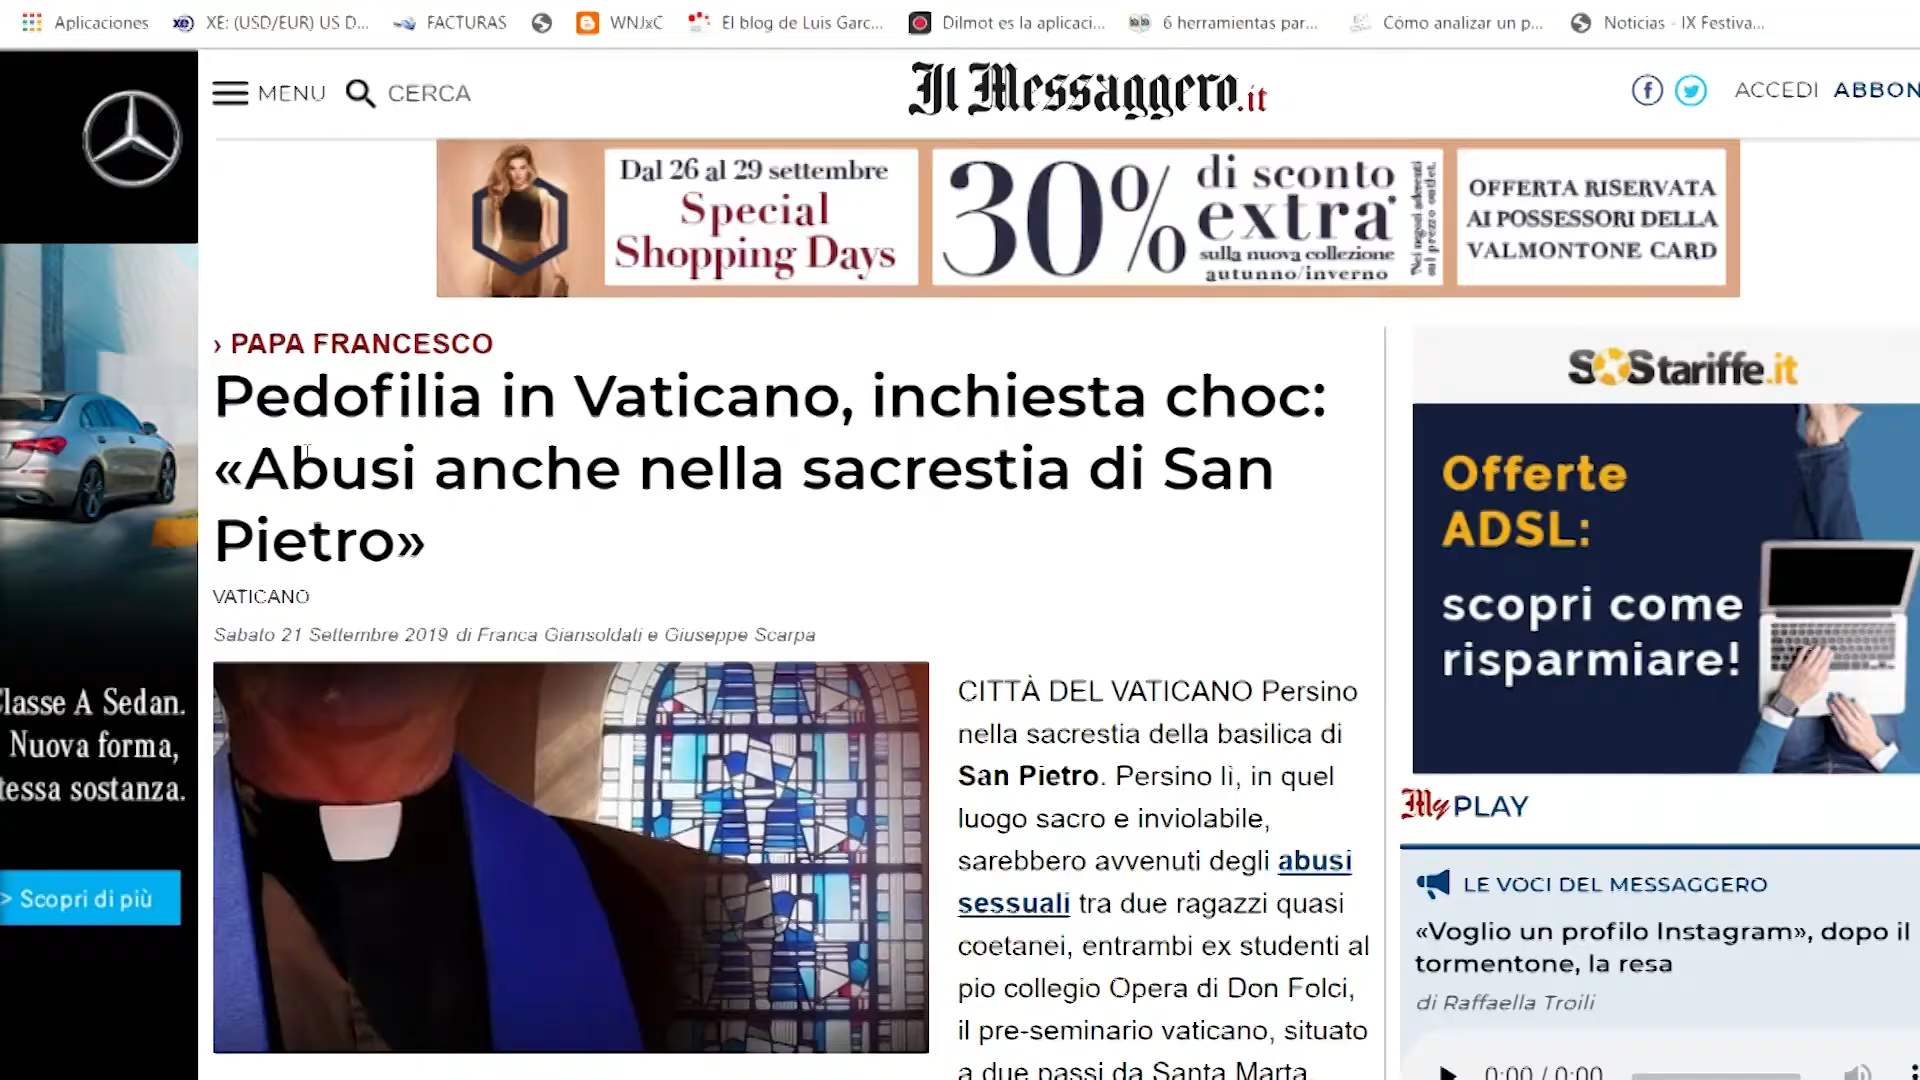 Aplicaciones XE: (USD/EUR) US D... FACTURAS WNJxC El blog de Luis Garc... Dilmot es la aplicaci... 6 herramientas par... Cómo analizar un p... Noticias - IX Festiva...
MENU CERCA Il Messaggero.it ACCEDI ABBON
Dal 26 al 29 settembre
Special
Shopping Days
30%
di sconto
extra*
sulla nuova collezione
autunno/inverno
*Nei negozi aderenti
sul prezzo outlet.
OFFERTA RISERVATA
AI POSSESSORI DELLA
VALMONTONE CARD
› PAPA FRANCESCO
Pedofilia in Vaticano, inchiesta choc:
«Abusi anche nella sacrestia di San
Pietro»
VATICANO
Sabato 21 Settembre 2019 di Franca Giansoldati e Giuseppe Scarpa
CITTÀ DEL VATICANO Persino
nella sacrestia della basilica di
San Pietro. Persino lì, in quel
luogo sacro e inviolabile,
sarebbero avvenuti degli abusi
sessuali tra due ragazzi quasi
coetanei, entrambi ex studenti al
pio collegio Opera di Don Folci,
il pre-seminario vaticano, situato
a due passi da Santa Marta,
lasse A Sedan.
Nuova forma,
tessa sostanza.
> Scopri di più
SOStariffe.it
Offerte
ADSL:
scopri come
risparmiare!
My PLAY
LE VOCI DEL MESSAGGERO
«Voglio un profilo Instagram», dopo il
tormentone, la resa
di Raffaella Troili
0:00 / 0:00